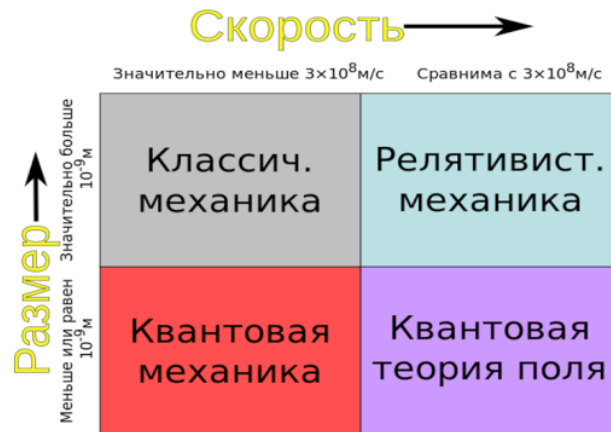 Скорость
Значительно меньше 3×10⁸м/с
Сравнима с 3×10⁸м/с
Размер
Значительно больше
10⁻⁹м
Классич.
механика
Релятивист.
механика
Меньше или равен
10⁻⁹м
Квантовая
механика
Квантовая
теория поля